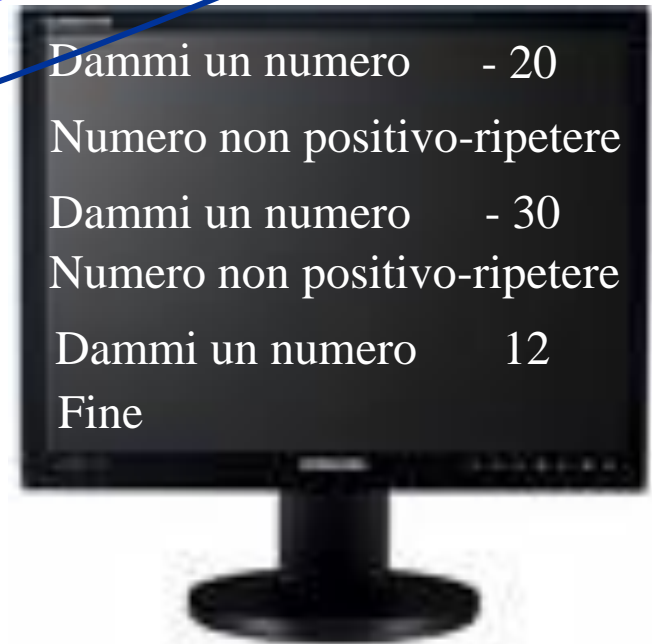 Dammi un numero - 20
Numero non positivo-ripetere
Dammi un numero - 30
Numero non positivo-ripetere
Dammi un numero 12
Fine